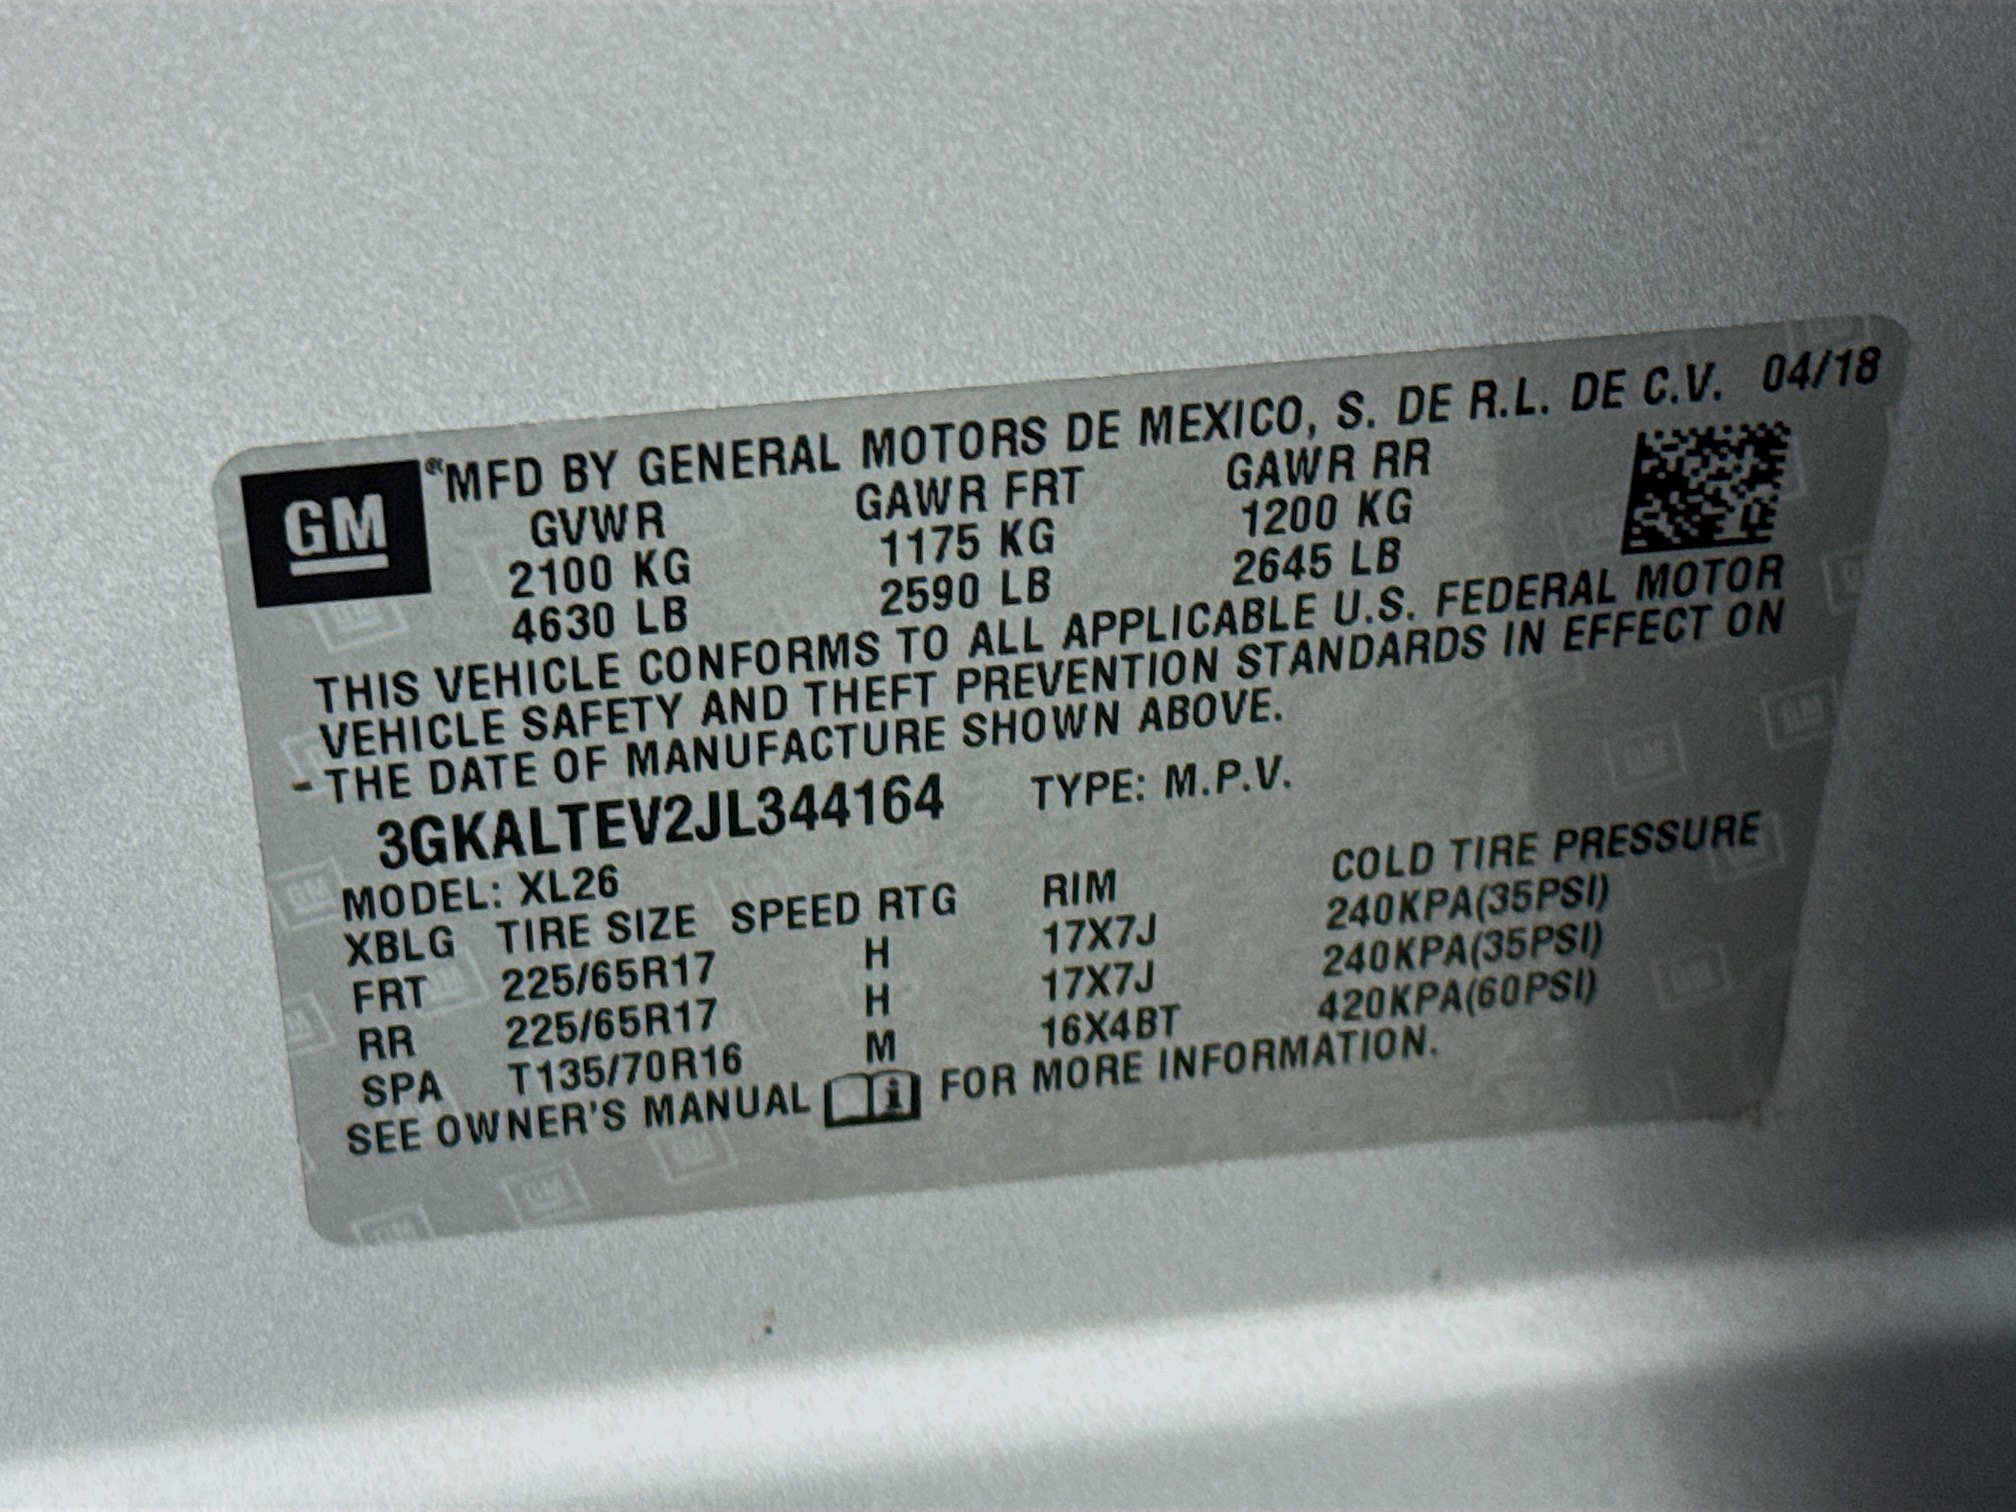 GM
®
MFD BY GENERAL MOTORS DE MEXICO, S. DE R.L. DE C.V. 04/18
GVWR GAWR FRT GAWR RR
2100 KG 1175 KG 1200 KG
4630 LB 2590 LB 2645 LB
THIS VEHICLE CONFORMS TO ALL APPLICABLE U.S. FEDERAL MOTOR
VEHICLE SAFETY AND THEFT PREVENTION STANDARDS IN EFFECT ON
THE DATE OF MANUFACTURE SHOWN ABOVE.
3GKALTEV2JL344164 TYPE: M.P.V.
MODEL: XL26
XBLG TIRE SIZE SPEED RTG RIM COLD TIRE PRESSURE
FRT 225/65R17 H 17X7J 240KPA(35PSI)
RR 225/65R17 H 17X7J 240KPA(35PSI)
SPA T135/70R16 M 16X4BT 420KPA(60PSI)
SEE OWNER'S MANUAL i FOR MORE INFORMATION.